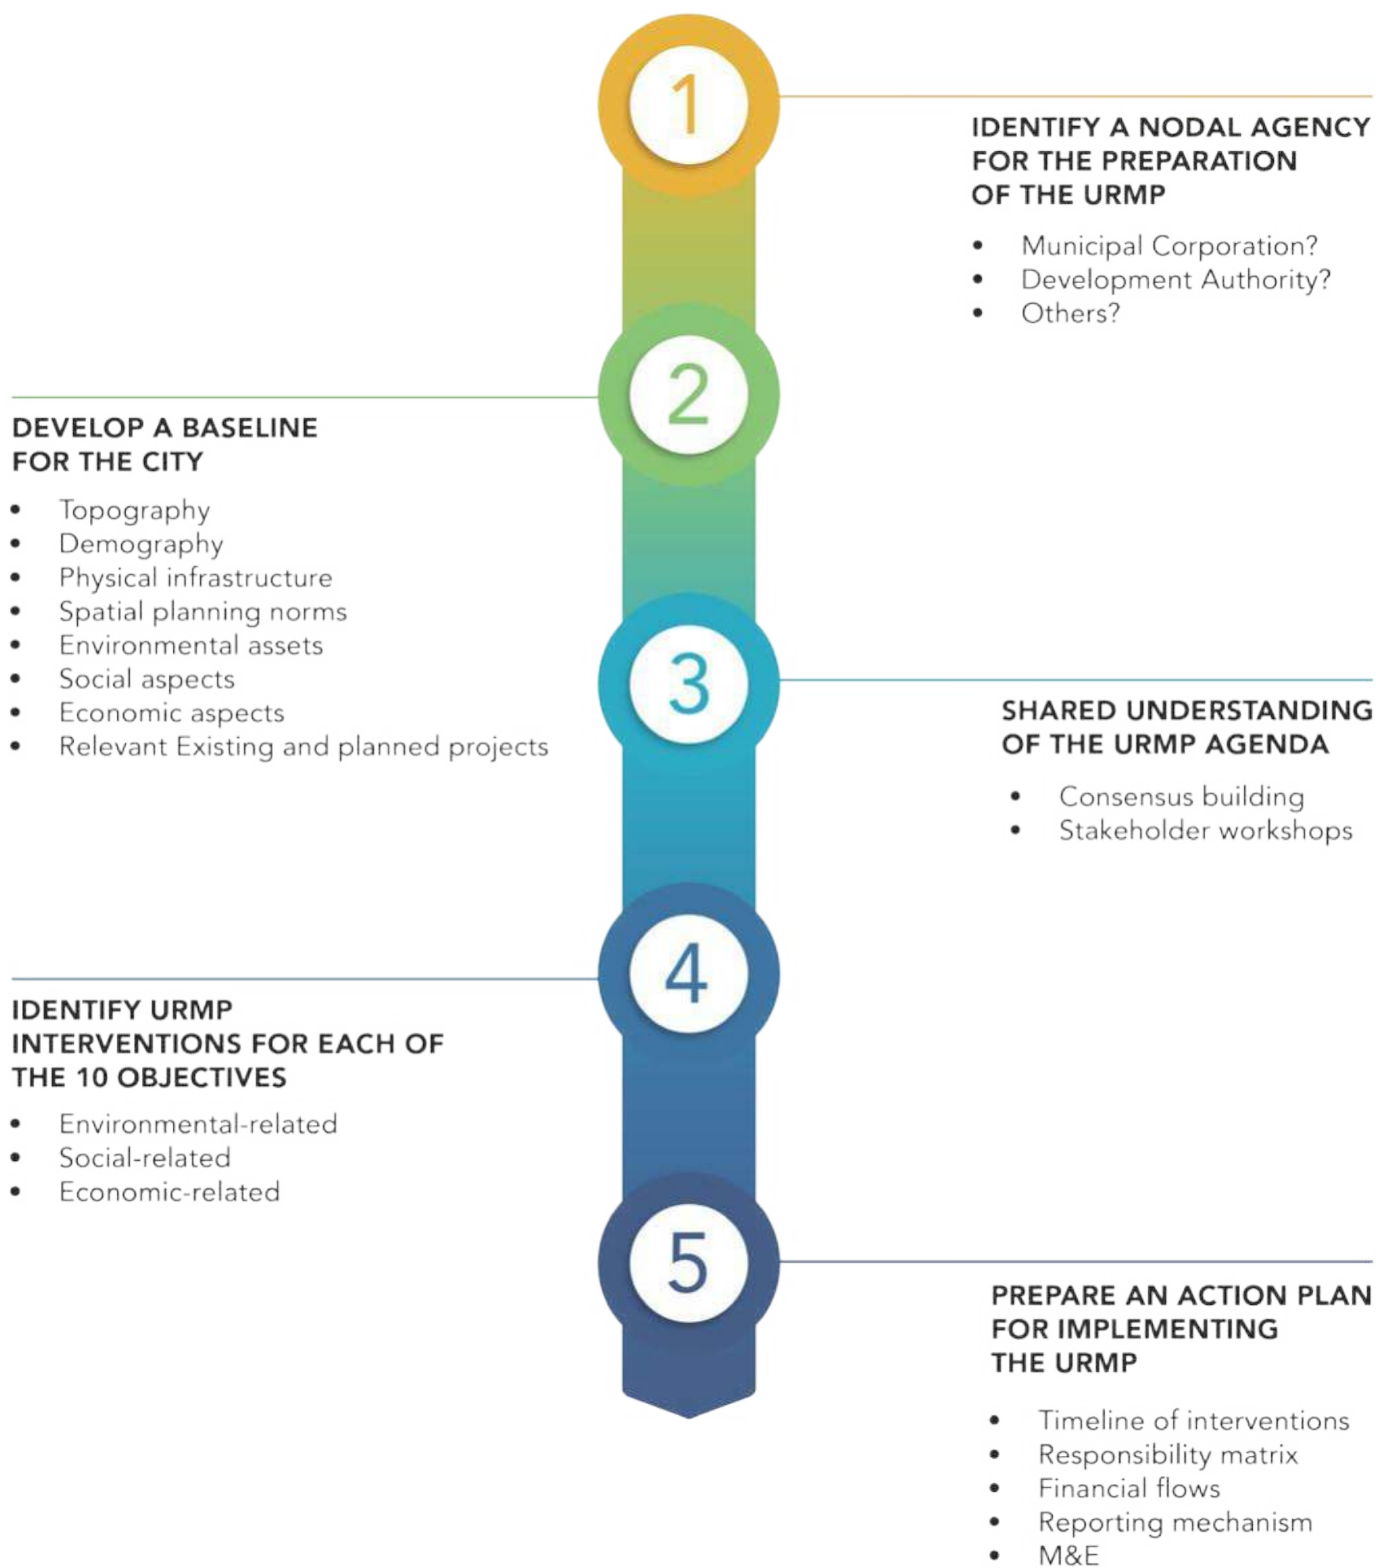 1
IDENTIFY A NODAL AGENCY
FOR THE PREPARATION
OF THE URMP
• Municipal Corporation?
• Development Authority?
• Others?
2
DEVELOP A BASELINE
FOR THE CITY
• Topography
• Demography
• Physical infrastructure
• Spatial planning norms
• Environmental assets
• Social aspects
• Economic aspects
• Relevant Existing and planned projects
3
SHARED UNDERSTANDING
OF THE URMP AGENDA
• Consensus building
• Stakeholder workshops
4
IDENTIFY URMP
INTERVENTIONS FOR EACH OF
THE 10 OBJECTIVES
• Environmental-related
• Social-related
• Economic-related
5
PREPARE AN ACTION PLAN
FOR IMPLEMENTING
THE URMP
• Timeline of interventions
• Responsibility matrix
• Financial flows
• Reporting mechanism
• M&E